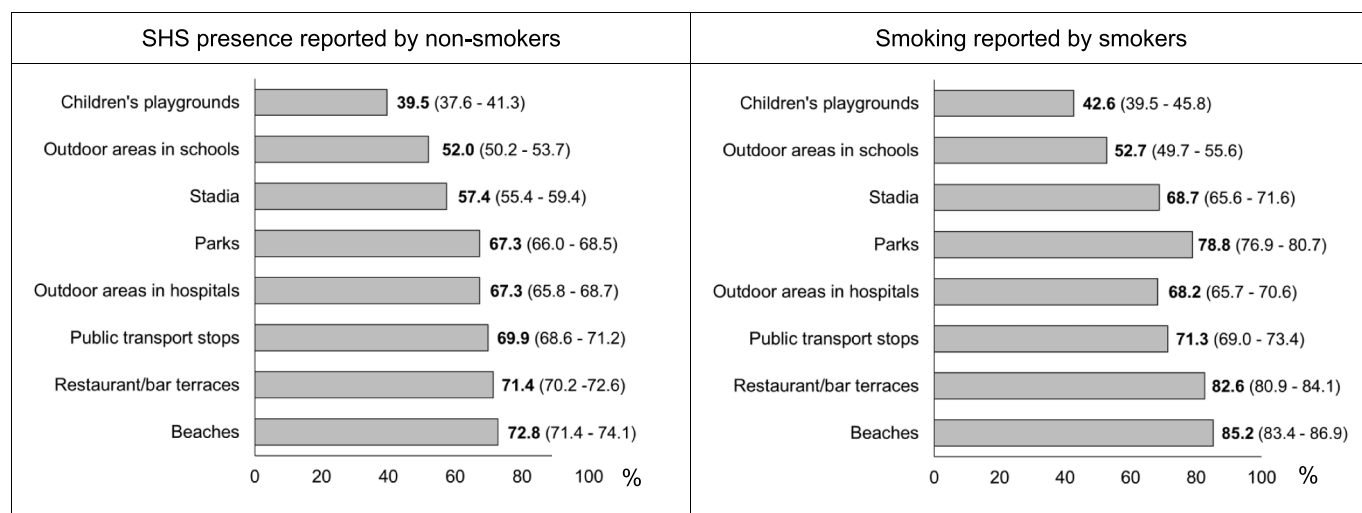 SHS presence reported by non-smokers
Children's playgrounds 39.5 (37.6 - 41.3)
Outdoor areas in schools 52.0 (50.2 - 53.7)
Stadia 57.4 (55.4 - 59.4)
Parks 67.3 (66.0 - 68.5)
Outdoor areas in hospitals 67.3 (65.8 - 68.7)
Public transport stops 69.9 (68.6 - 71.2)
Restaurant/bar terraces 71.4 (70.2 -72.6)
Beaches 72.8 (71.4 - 74.1)
0 20 40 60 80 100 %
Smoking reported by smokers
Children's playgrounds 42.6 (39.5 - 45.8)
Outdoor areas in schools 52.7 (49.7 - 55.6)
Stadia 68.7 (65.6 - 71.6)
Parks 78.8 (76.9 - 80.7)
Outdoor areas in hospitals 68.2 (65.7 - 70.6)
Public transport stops 71.3 (69.0 - 73.4)
Restaurant/bar terraces 82.6 (80.9 - 84.1)
Beaches 85.2 (83.4 - 86.9)
0 20 40 60 80 100 %